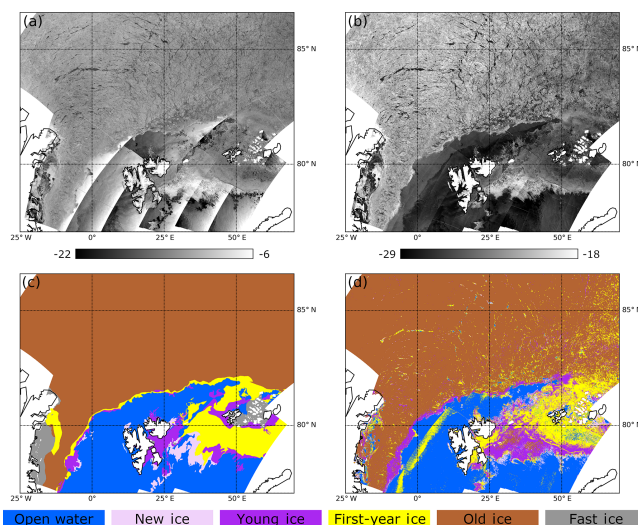 (a)
(b)
85° N
85° N
80° N
80° N
25° W 0° 25° E 50° E
25° W 0° 25° E 50° E
-22 -6
-29 -18
(c)
(d)
85° N
85° N
80° N
80° N
25° W 0° 25° E 50° E
25° W 0° 25° E 50° E
Open water New ice Young ice First-year ice Old ice Fast ice